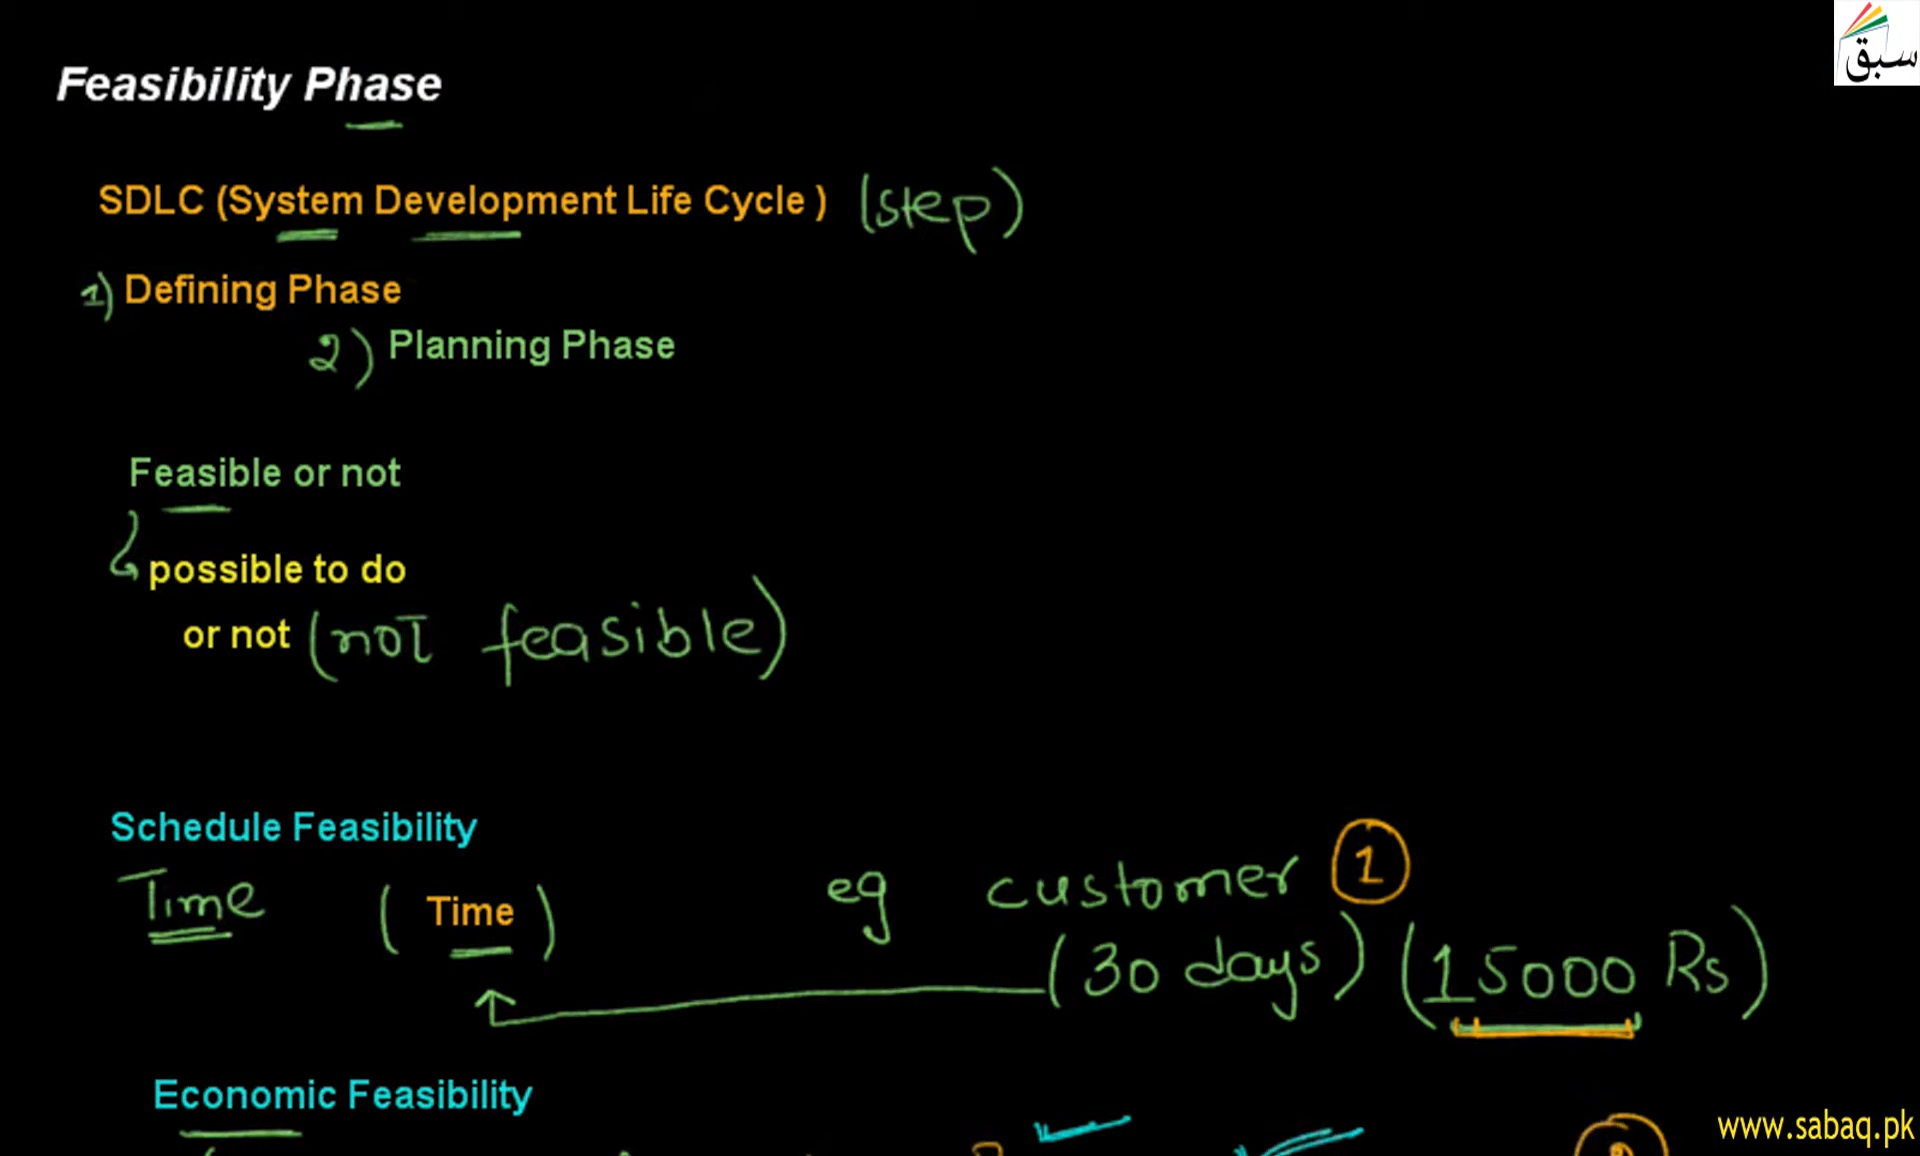 سبق
Feasibility Phase
SDLC (System Development Life Cycle ) (step)
1) Defining Phase
2) Planning Phase
Feasible or not
possible to do
or not (not feasible)
Schedule Feasibility
Time ( Time ) eg customer 1
(30 days) (15000 Rs)
Economic Feasibility
www.sabaq.pk